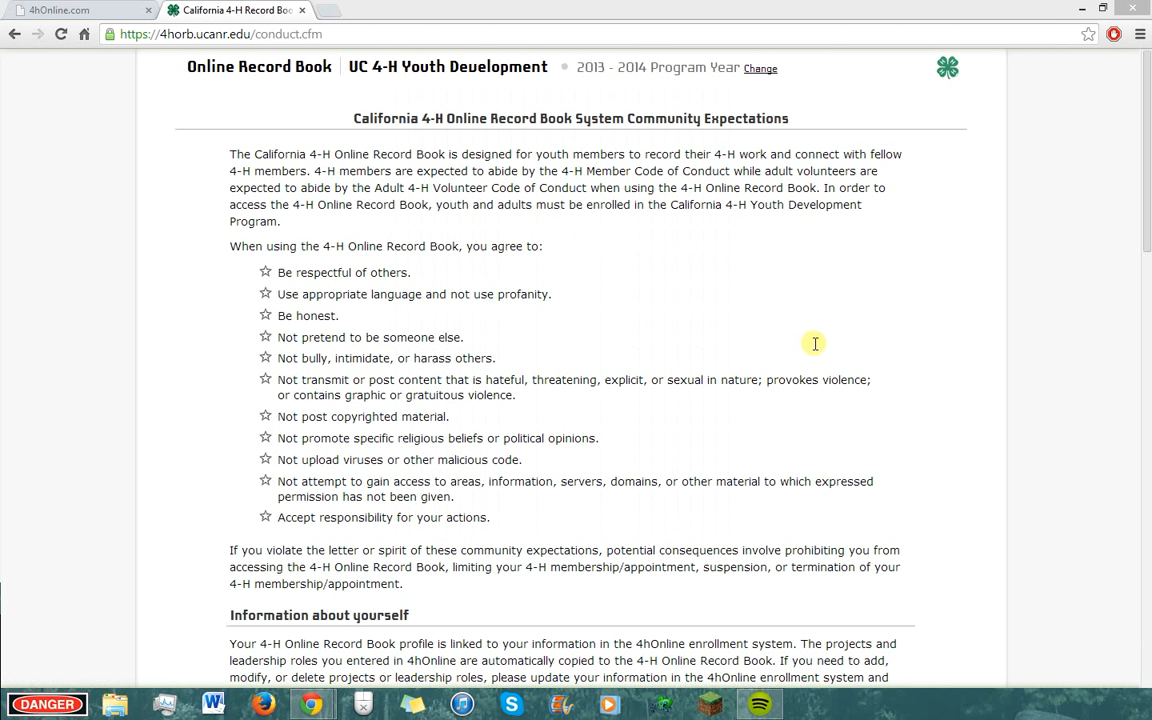 4hOnline.com
California 4-H Record Boo
https://4horb.ucanr.edu/conduct.cfm
Online Record Book UC 4-H Youth Development 2013 - 2014 Program Year Change
California 4-H Online Record Book System Community Expectations
The California 4-H Online Record Book is designed for youth members to record their 4-H work and connect with fellow
4-H members. 4-H members are expected to abide by the 4-H Member Code of Conduct while adult volunteers are
expected to abide by the Adult 4-H Volunteer Code of Conduct when using the 4-H Online Record Book. In order to
access the 4-H Online Record Book, youth and adults must be enrolled in the California 4-H Youth Development
Program.
When using the 4-H Online Record Book, you agree to:
Be respectful of others.
Use appropriate language and not use profanity.
Be honest.
Not pretend to be someone else.
Not bully, intimidate, or harass others.
Not transmit or post content that is hateful, threatening, explicit, or sexual in nature; provokes violence;
or contains graphic or gratuitous violence.
Not post copyrighted material.
Not promote specific religious beliefs or political opinions.
Not upload viruses or other malicious code.
Not attempt to gain access to areas, information, servers, domains, or other material to which expressed
permission has not been given.
Accept responsibility for your actions.
If you violate the letter or spirit of these community expectations, potential consequences involve prohibiting you from
accessing the 4-H Online Record Book, limiting your 4-H membership/appointment, suspension, or termination of your
4-H membership/appointment.
Information about yourself
Your 4-H Online Record Book profile is linked to your information in the 4hOnline enrollment system. The projects and
leadership roles you entered in 4hOnline are automatically copied to the 4-H Online Record Book. If you need to add,
modify, or delete projects or leadership roles, please update your information in the 4hOnline enrollment system and
DANGER